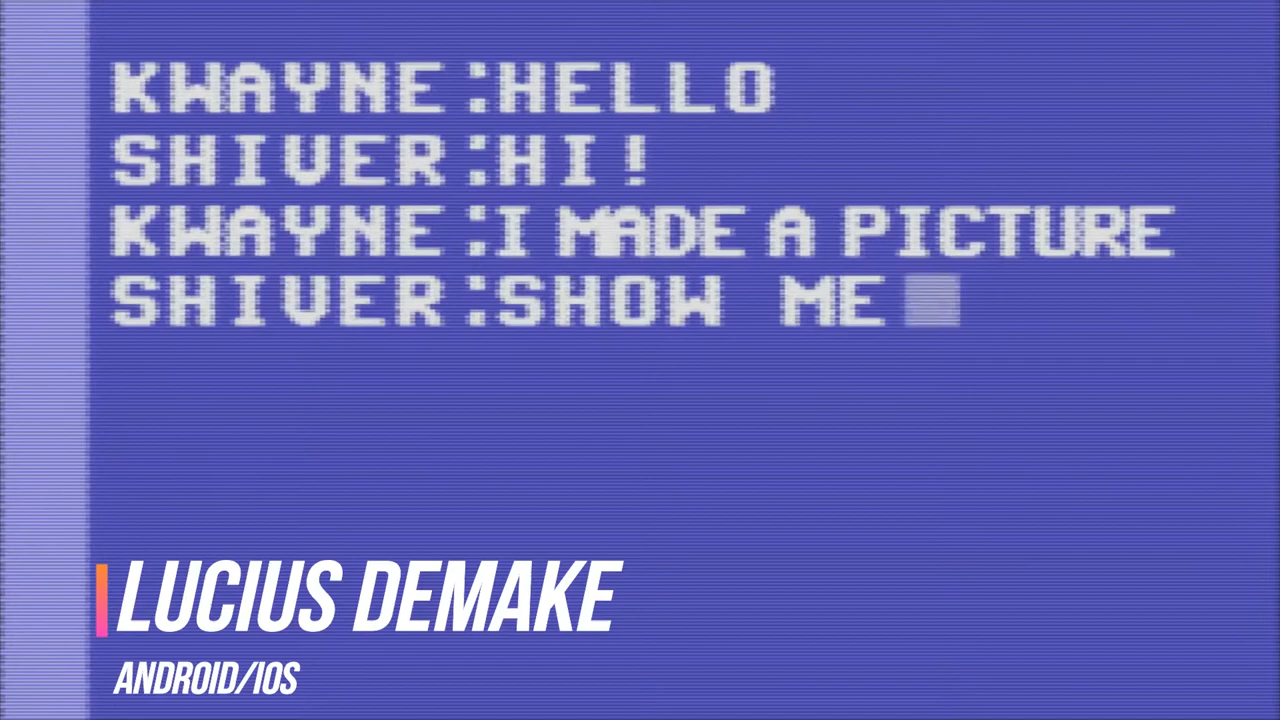 KWAYNE:HELLO
SHIVER:HI!
KWAYNE:I MADE A PICTURE
SHIVER:SHOW ME
LUCIUS DEMAKE
ANDROID/IOS